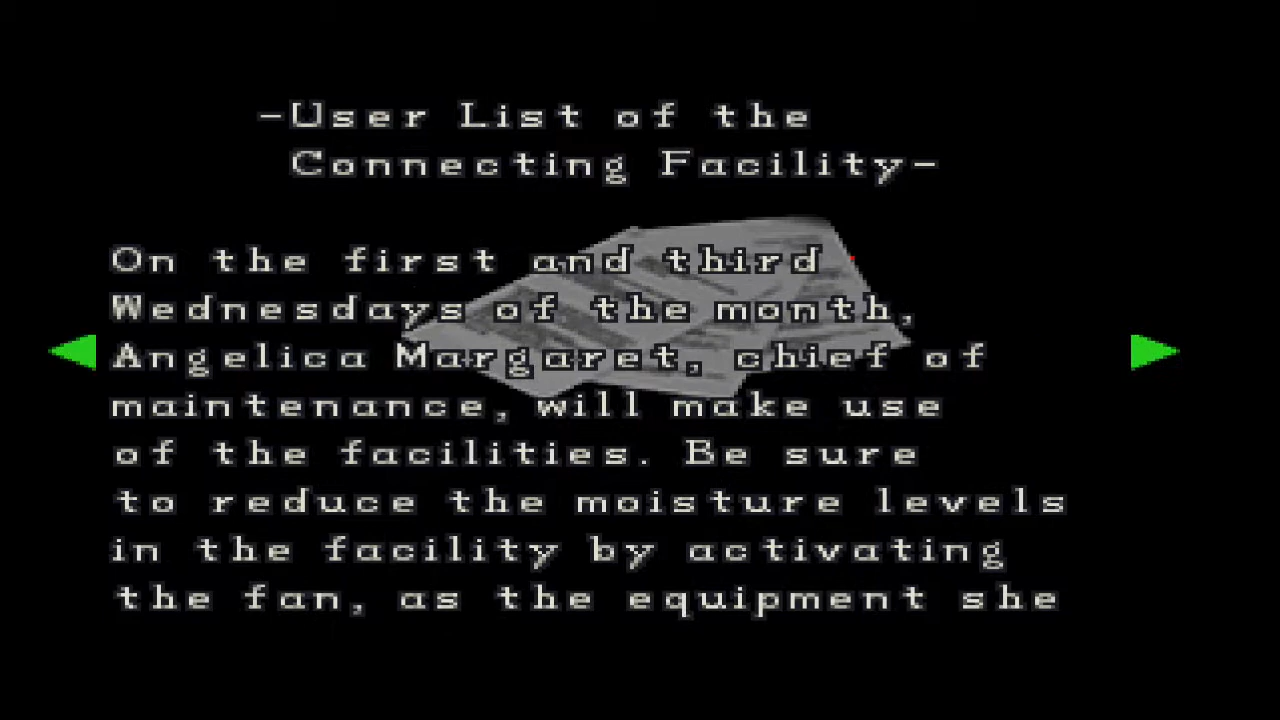 -User List of the
Connecting Facility-
On the first and third
Wednesdays of the month,
Angelica Margaret, chief of
maintenance, will make use
of the facilities. Be sure
to reduce the moisture levels
in the facility by activating
the fan, as the equipment she